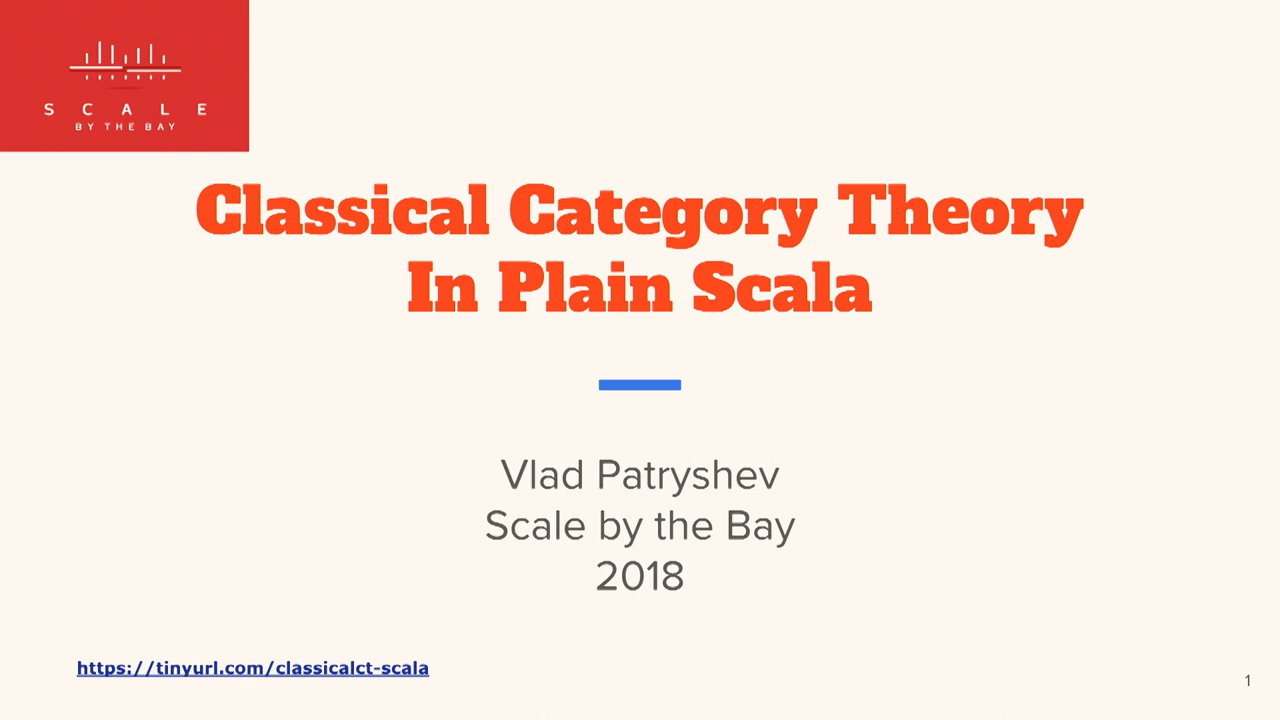 SCALE
BY THE BAY
Classical Category Theory
In Plain Scala
Vlad Patryshev
Scale by the Bay
2018
https://tinyurl.com/classicalct-scala
1